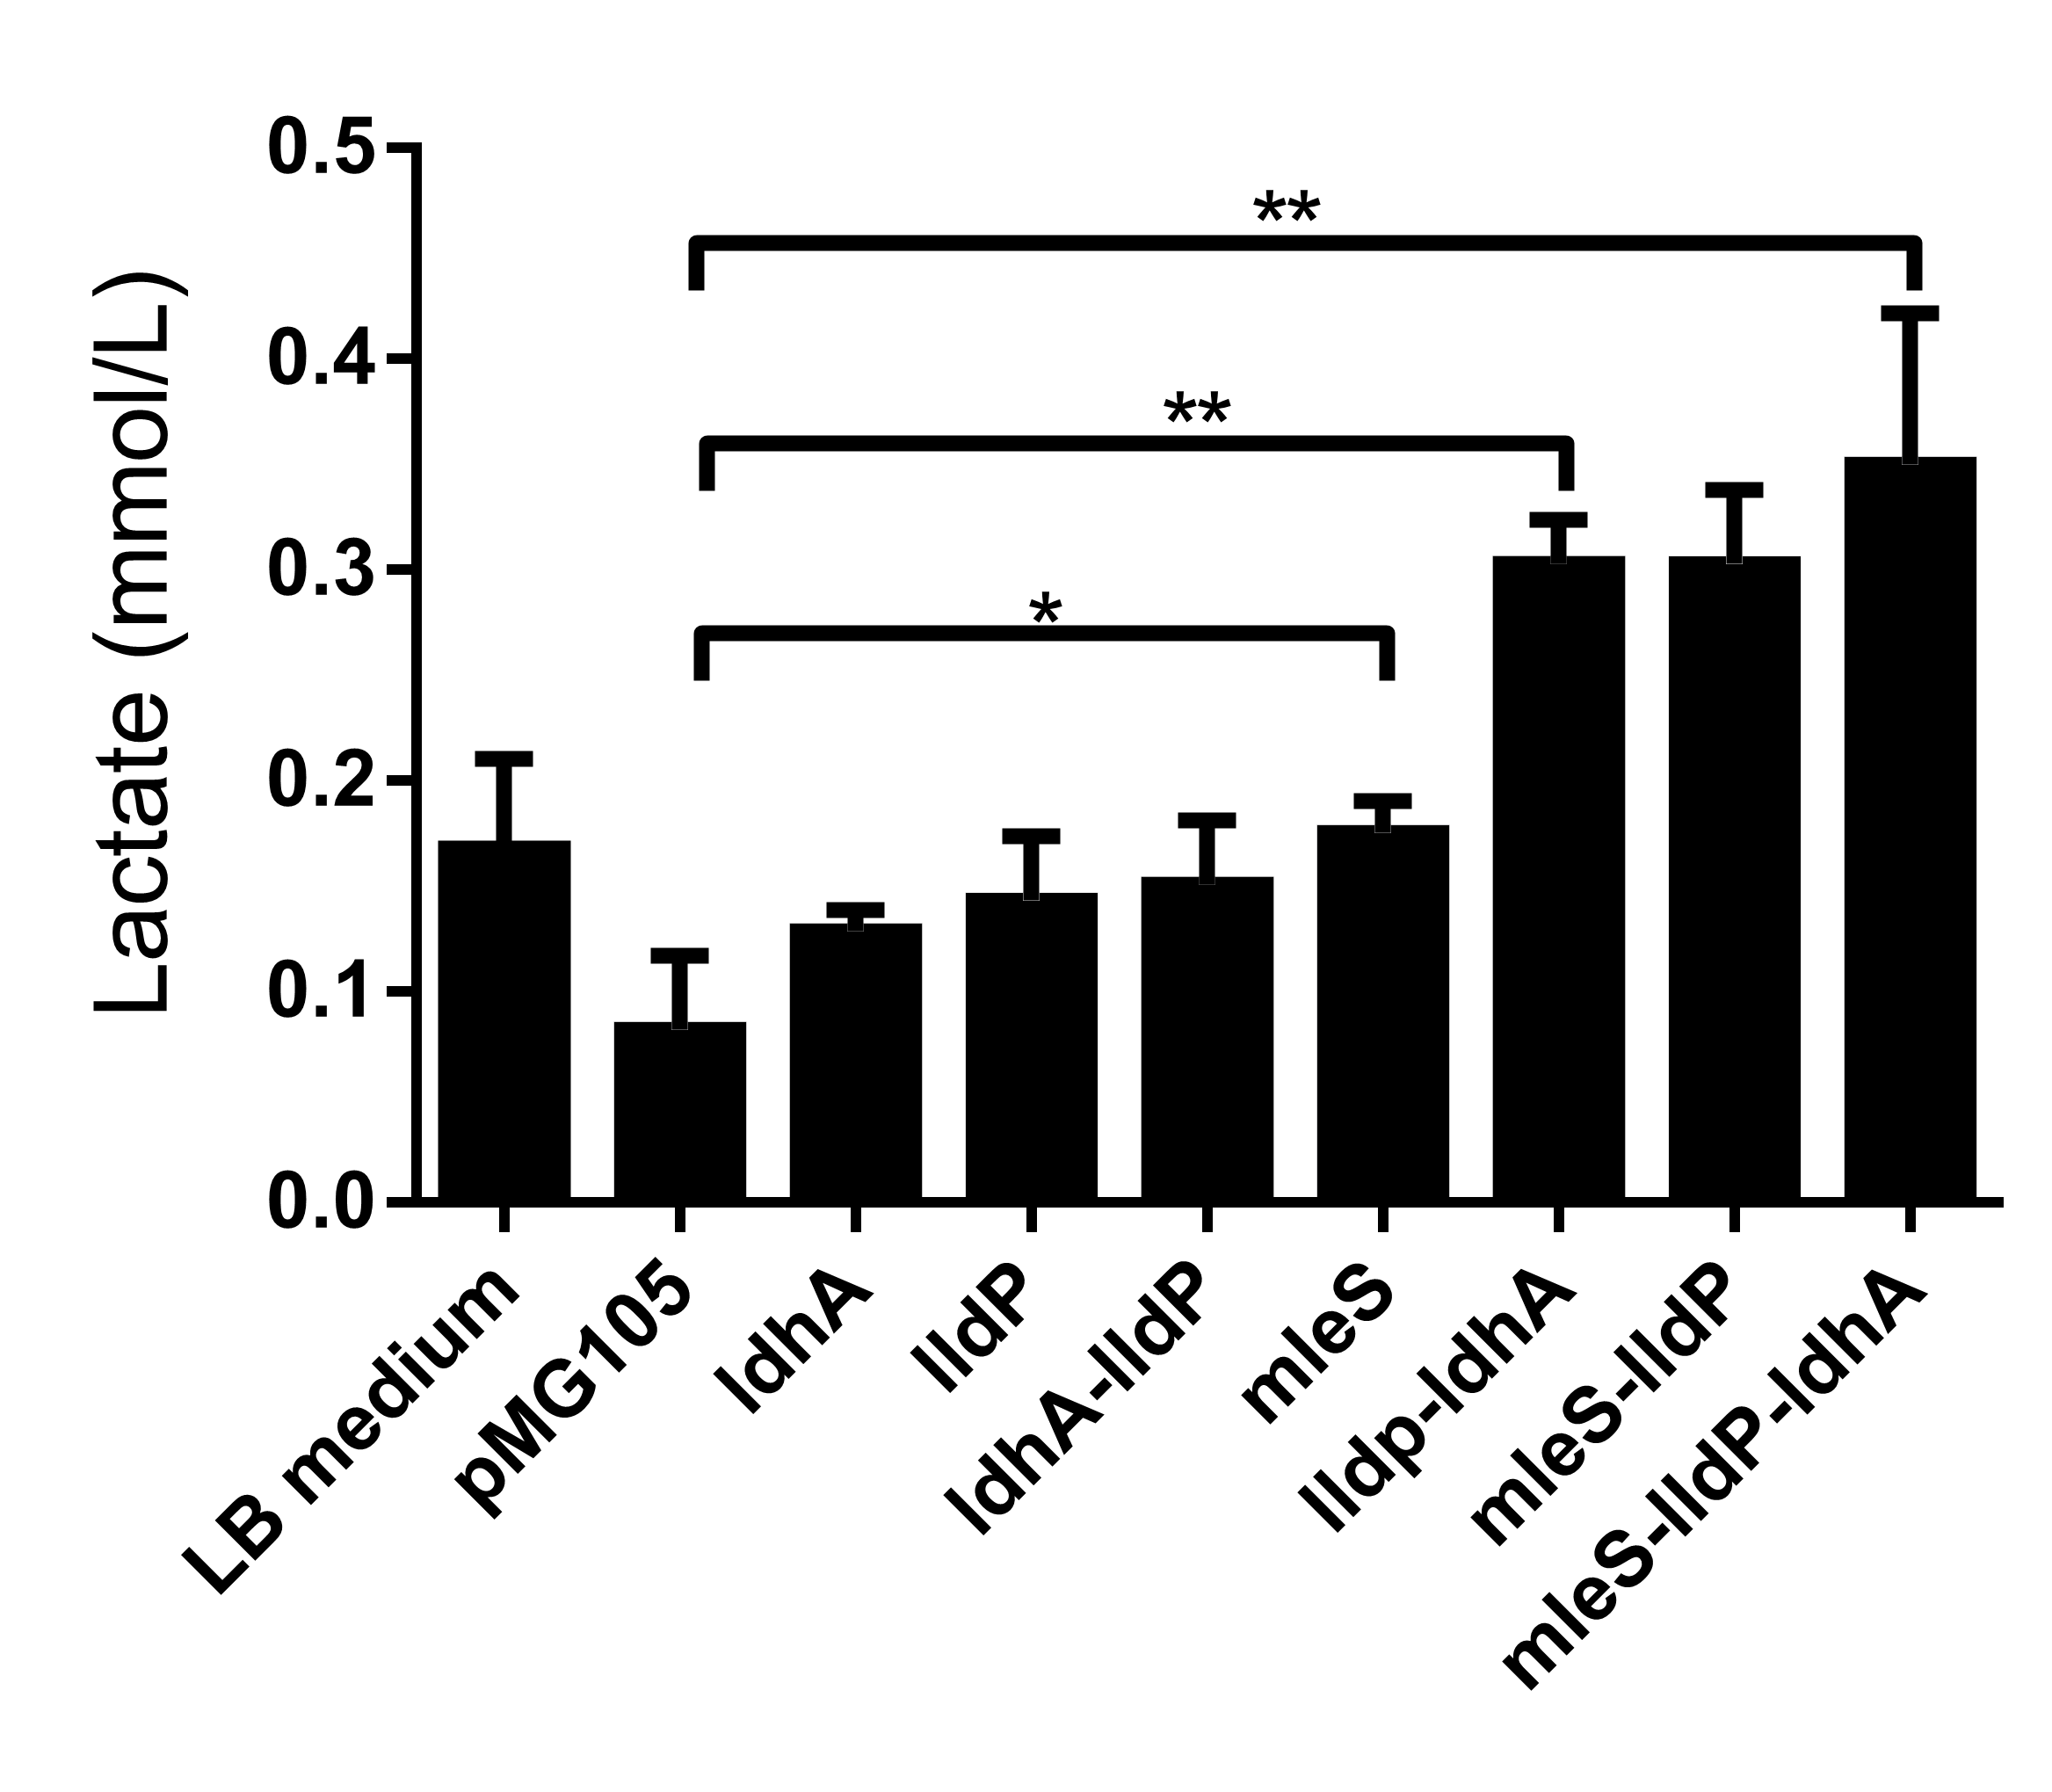 Lactate (mmol/L)
0.5
0.4
0.3
0.2
0.1
0.0
**
**
*
LB medium
pMG105
ldhA
lldP
ldhA-lldP
mleS
lldp-ldhA
mleS-lldP
mleS-lldP-ldhA